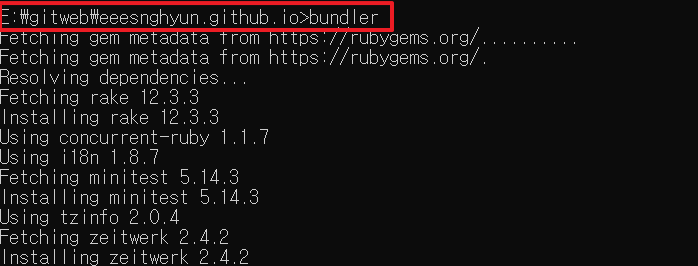 E:₩gitweb₩eeesnghyun.github.io>bundler
Fetching gem metadata from https://rubygems.org/..........
Fetching gem metadata from https://rubygems.org/.
Resolving dependencies...
Fetching rake 12.3.3
Installing rake 12.3.3
Using concurrent-ruby 1.1.7
Using i18n 1.8.7
Fetching minitest 5.14.3
Installing minitest 5.14.3
Using tzinfo 2.0.4
Fetching zeitwerk 2.4.2
Installing zeitwerk 2.4.2